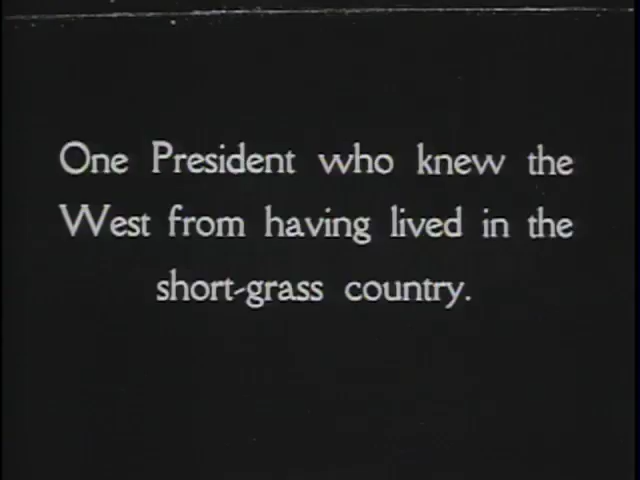 One President who knew the
West from having lived in the
short-grass country.